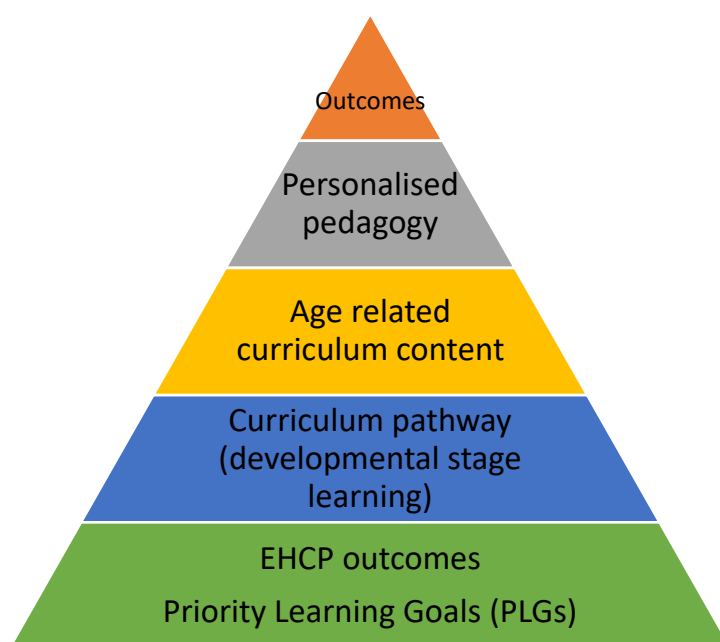 Outcomes
Personalised
pedagogy
Age related
curriculum content
Curriculum pathway
(developmental stage
learning)
EHCP outcomes
Priority Learning Goals (PLGs)